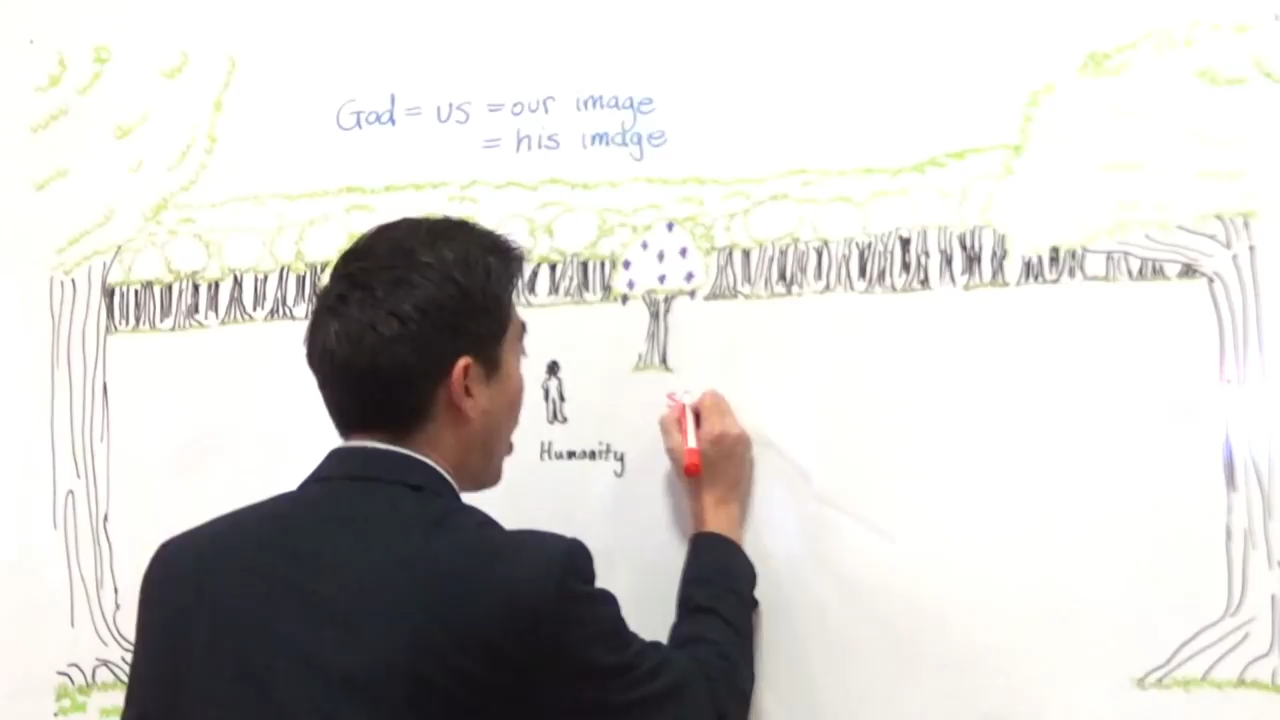 God = us = our image
= his image
Humanity